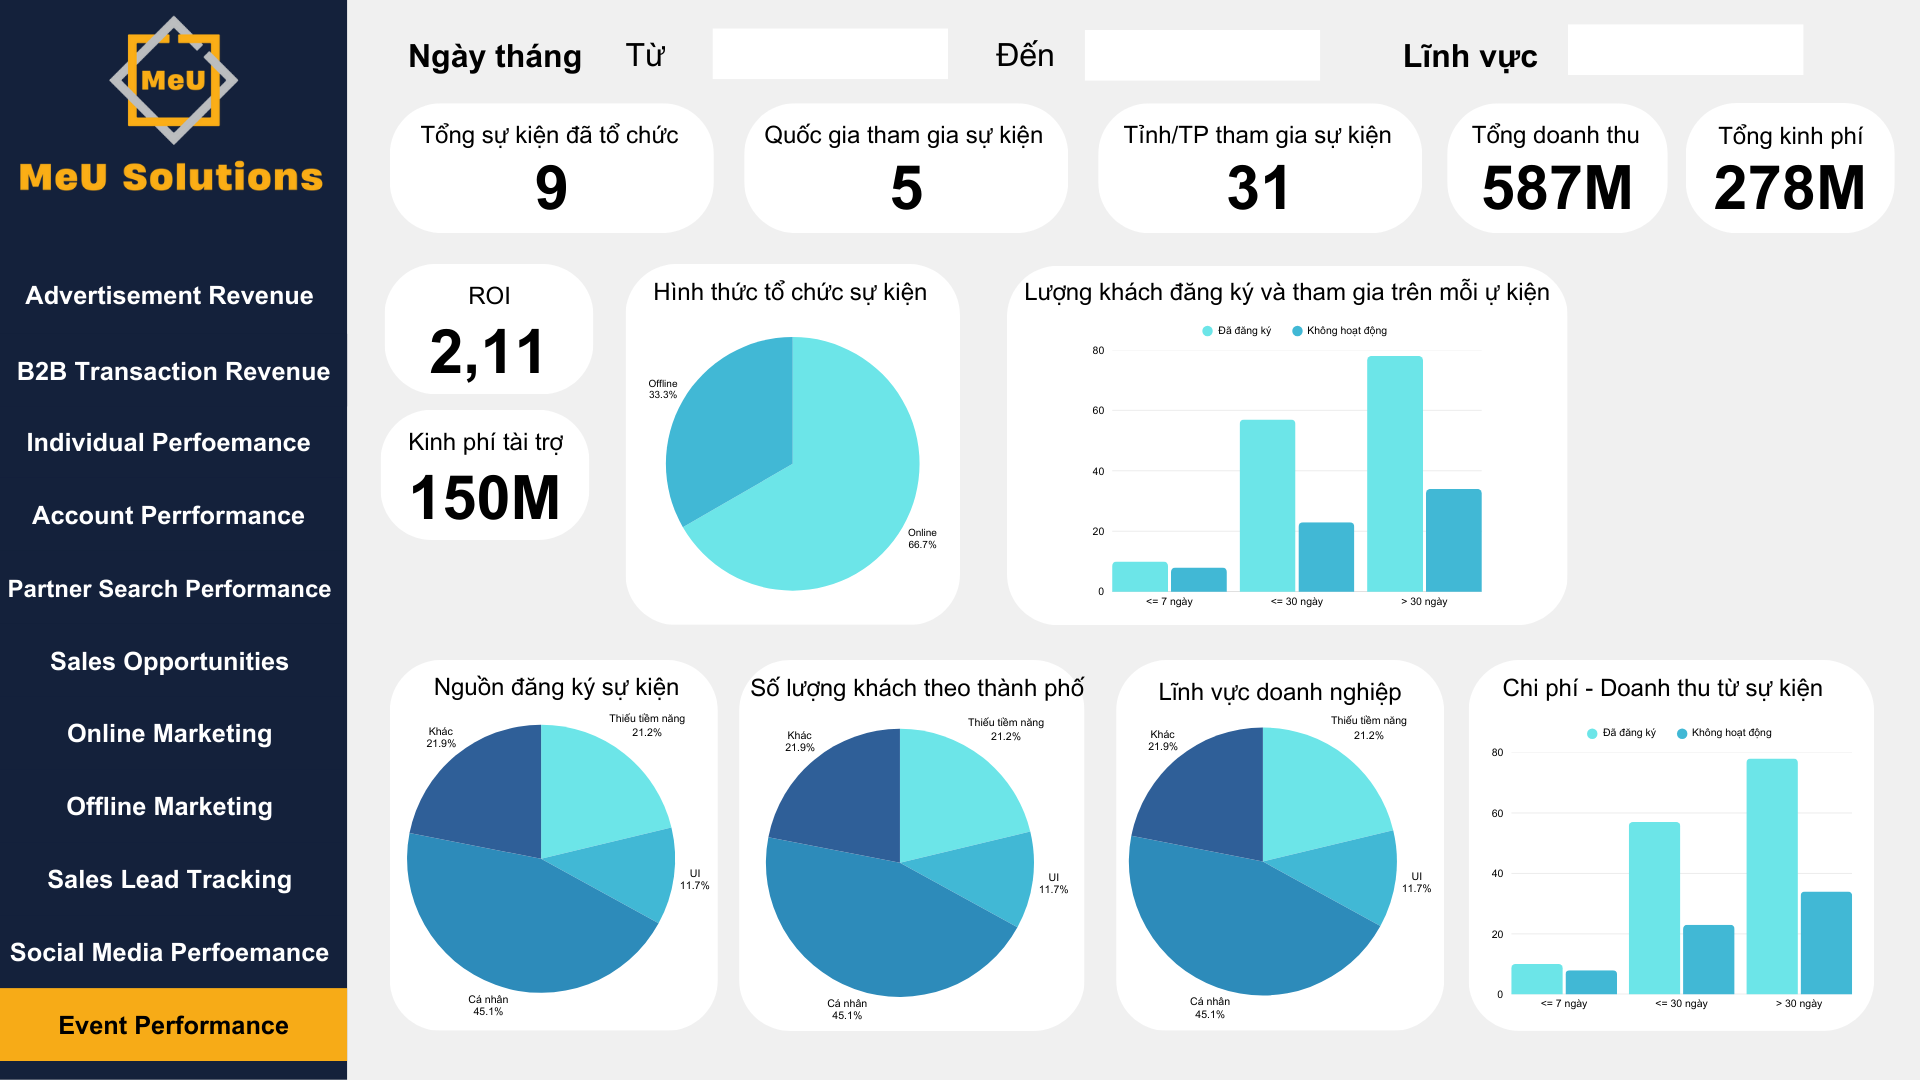 MeU
MeU Solutions
Advertisement Revenue
B2B Transaction Revenue
Individual Perfoemance
Account Perrformance
Partner Search Performance
Sales Opportunities
Online Marketing
Offline Marketing
Sales Lead Tracking
Social Media Perfoemance
Event Performance
Ngày tháng
Từ
Đến
Lĩnh vực
Tổng sự kiện đã tổ chức
9
Quốc gia tham gia sự kiện
5
Tỉnh/TP tham gia sự kiện
31
Tổng doanh thu
587M
Tổng kinh phí
278M
ROI
2,11
Kinh phí tài trợ
150M
Hình thức tổ chức sự kiện
Offline
33.3%
Online
66.7%
Lượng khách đăng ký và tham gia trên mỗi ự kiện
Đã đăng ký
Không hoạt động
80
60
40
20
0
<= 7 ngày
<= 30 ngày
> 30 ngày
Nguồn đăng ký sự kiện
Thiếu tiềm năng
21.2%
Khác
21.9%
UI
11.7%
Cá nhân
45.1%
Số lượng khách theo thành phố
Thiếu tiềm năng
21.2%
Khác
21.9%
UI
11.7%
Cá nhân
45.1%
Lĩnh vực doanh nghiệp
Thiếu tiềm năng
21.2%
Khác
21.9%
UI
11.7%
Cá nhân
45.1%
Chi phí - Doanh thu từ sự kiện
Đã đăng ký
Không hoạt động
80
60
40
20
0
<= 7 ngày
<= 30 ngày
> 30 ngày